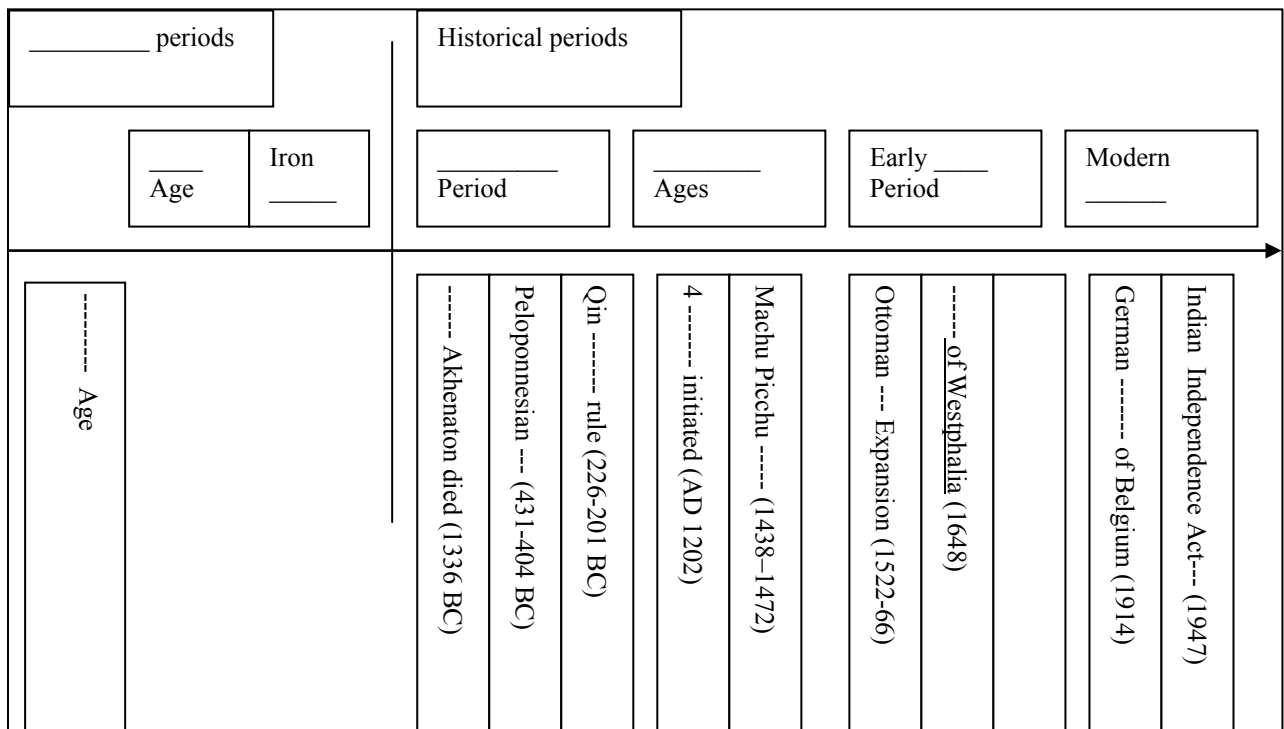 _________ periods
Historical periods
____
Age
Iron
_____
_________
Period
________
Ages
Early ____
Period
Modern
______
--------- Age
------ Akhenaton died (1336 BC)
Peloponnesian --- (431-404 BC)
Qin -------- rule (226-201 BC)
4 --------- initiated (AD 1202)
Machu Picchu ------ (1438–1472)
Ottoman --- Expansion (1522-66)
------- of Westphalia (1648)
German ------- of Belgium (1914)
Indian Independence Act--- (1947)